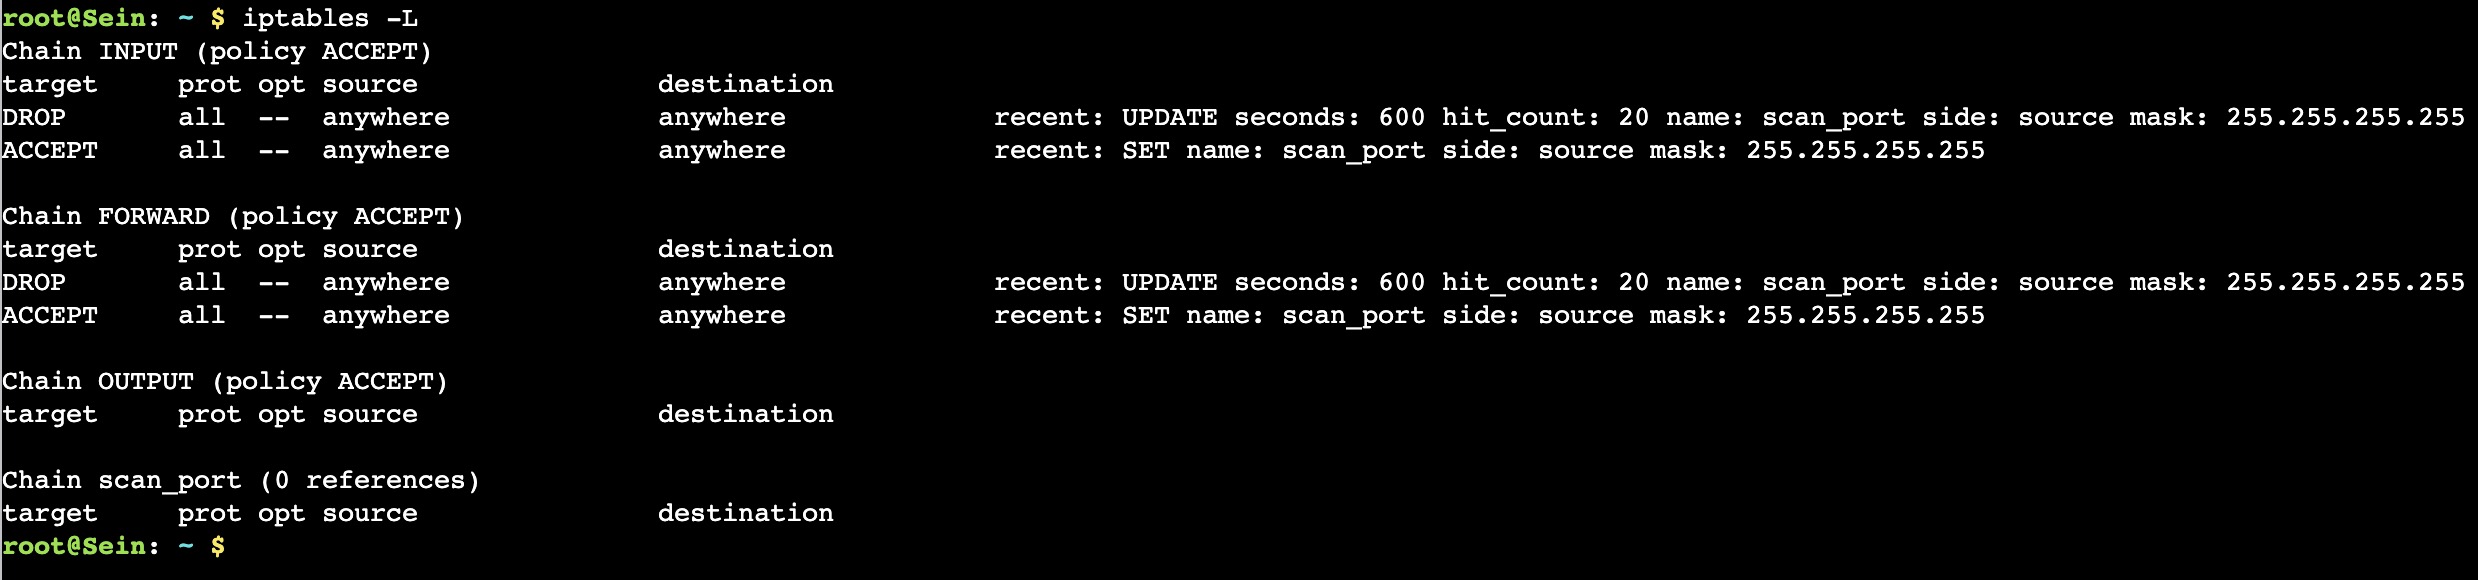 root@Sein: ~ $ iptables -L
Chain INPUT (policy ACCEPT)
target     prot opt source               destination
DROP       all  --  anywhere             anywhere             recent: UPDATE seconds: 600 hit_count: 20 name: scan_port side: source mask: 255.255.255.255
ACCEPT     all  --  anywhere             anywhere             recent: SET name: scan_port side: source mask: 255.255.255.255

Chain FORWARD (policy ACCEPT)
target     prot opt source               destination
DROP       all  --  anywhere             anywhere             recent: UPDATE seconds: 600 hit_count: 20 name: scan_port side: source mask: 255.255.255.255
ACCEPT     all  --  anywhere             anywhere             recent: SET name: scan_port side: source mask: 255.255.255.255

Chain OUTPUT (policy ACCEPT)
target     prot opt source               destination

Chain scan_port (0 references)
target     prot opt source               destination
root@Sein: ~ $